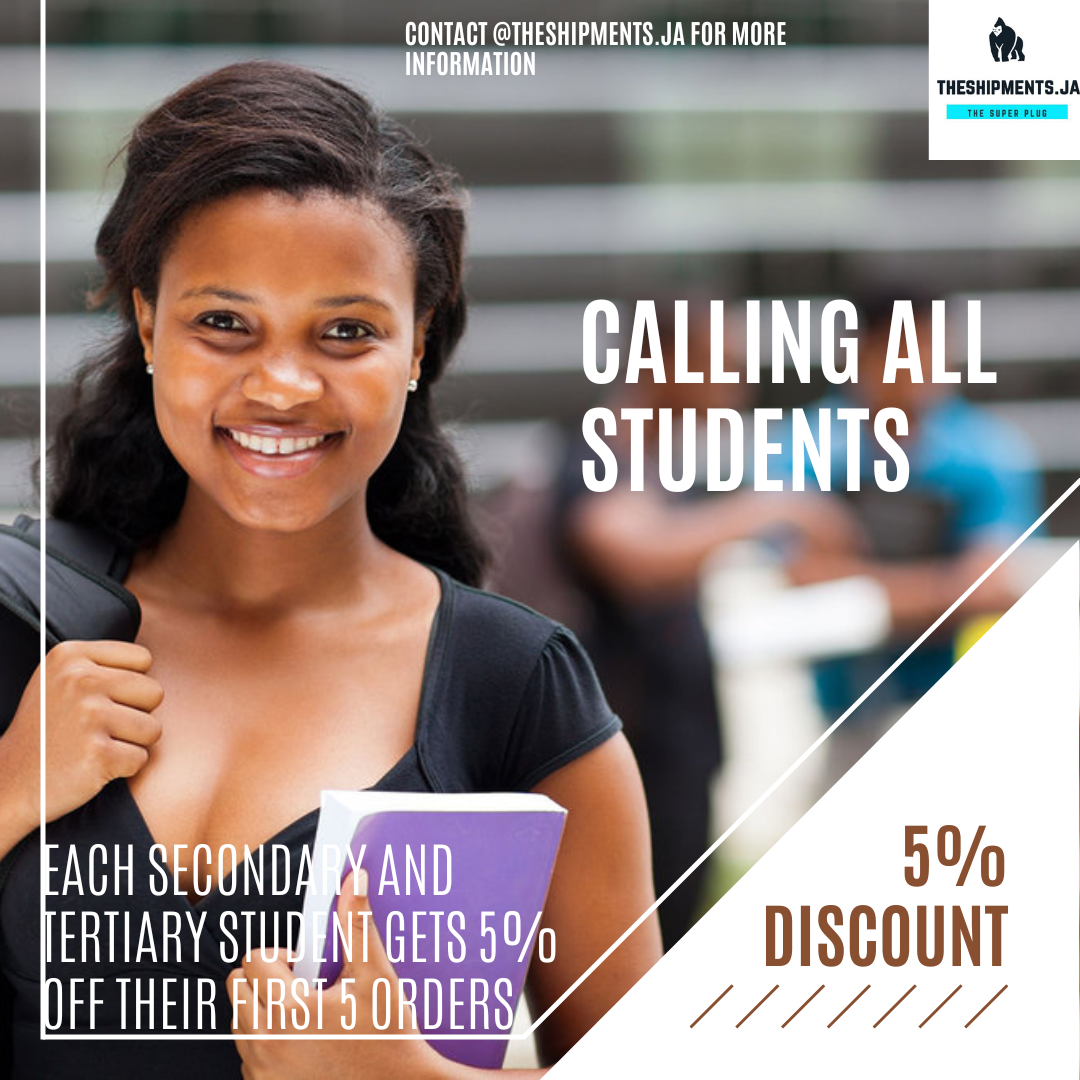 CONTACT @THESHIPMENTS.JA FOR MORE
INFORMATION
THESHIPMENTS.JA
THE SUPER PLUG
CALLING ALL
STUDENTS
EACH SECONDARY AND
TERTIARY STUDENT GETS 5%
OFF THEIR FIRST 5 ORDERS
5%
DISCOUNT